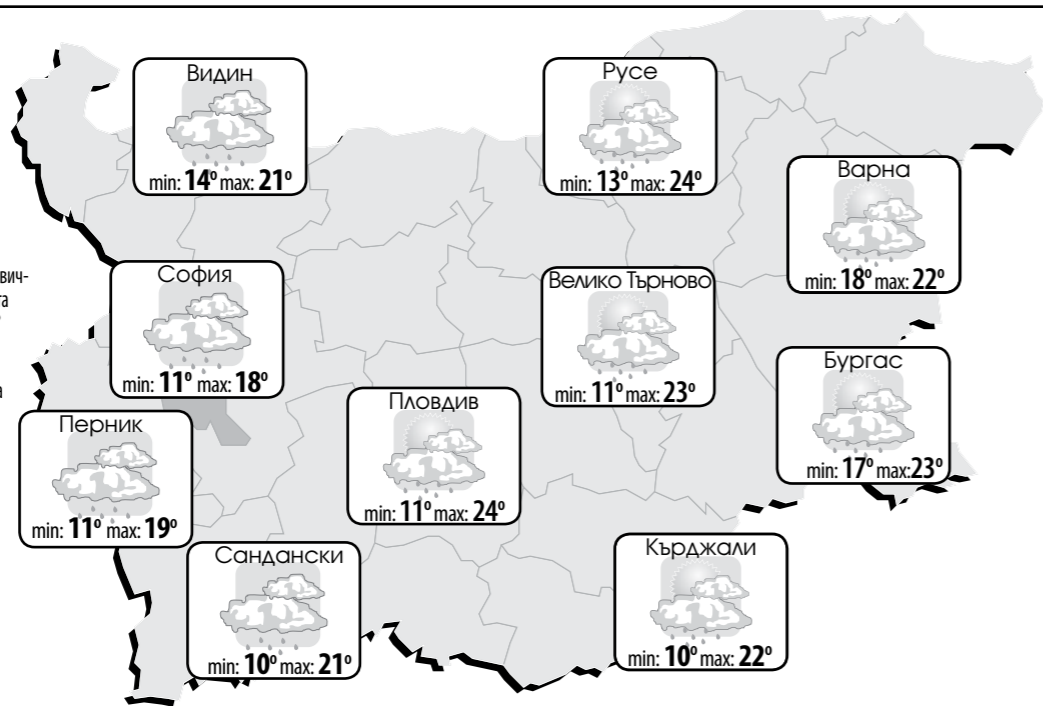 Видин
min: 14° max: 21°
Русе
min: 13° max: 24°
Варна
min: 18° max: 22°
вич-
та
а
София
min: 11° max: 18°
Велико Търново
min: 11° max: 23°
Бургас
min: 17° max:23°
Пловдив
min: 11° max: 24°
Перник
min: 11° max: 19°
Сандански
min: 10° max: 21°
Кърджали
min: 10° max: 22°